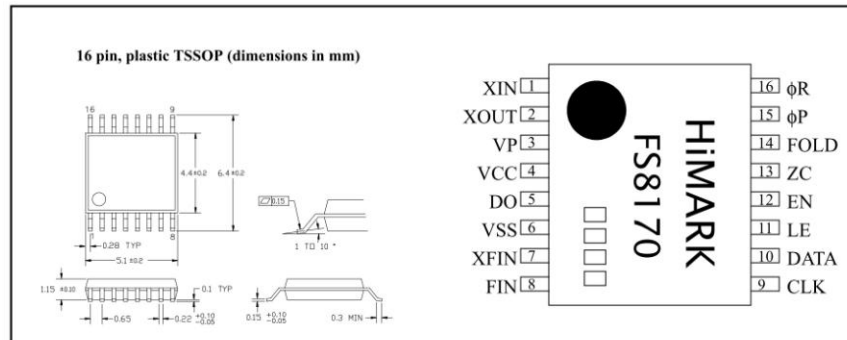 16 pin, plastic TSSOP (dimensions in mm)
16 9
4.4±0.2
6.4±0.2
1 8
0.28 TYP
5.1±0.2
0.15
1 TO 10 °
1.15 ±0.10
0.1 TYP
0.65
0.22 +0.10 -0.05
0.15 +0.10 -0.05
0.3 MIN
HiMARK
FS8170
XIN 1
XOUT 2
VP 3
VCC 4
DO 5
VSS 6
XFIN 7
FIN 8
16 ϕR
15 ϕP
14 FOLD
13 ZC
12 EN
11 LE
10 DATA
9 CLK